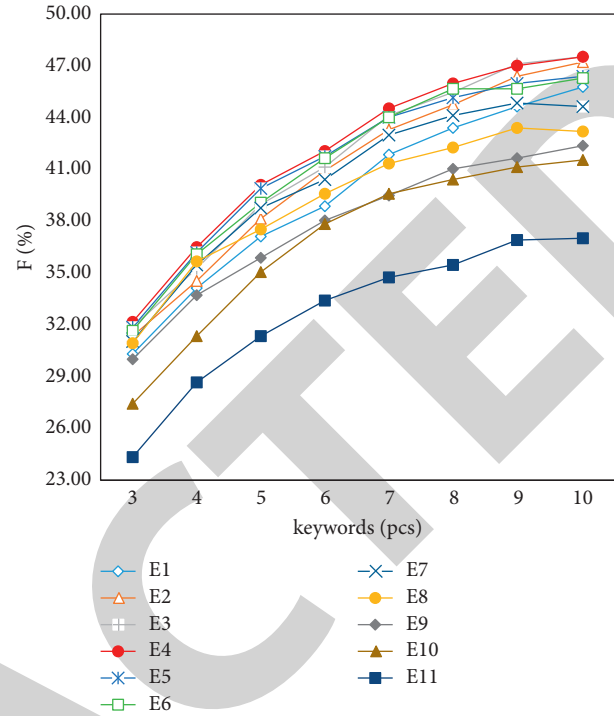 50.00
47.00
44.00
41.00
38.00
35.00
32.00
29.00
26.00
23.00
F (%)
3 4 5 6 7 8 9 10
keywords (pcs)
E1
E2
E3
E4
E5
E6
E7
E8
E9
E10
E11